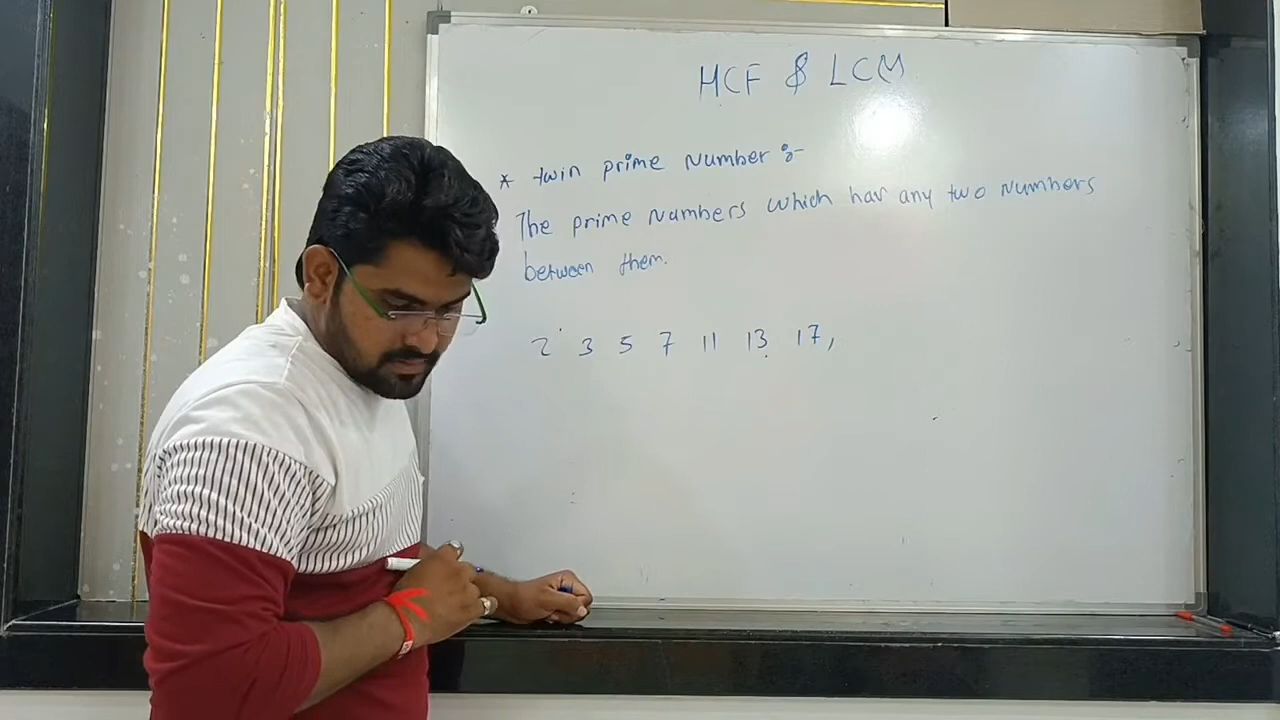 HCF & LCM
* twin prime Number :-
The prime Numbers which has any two Numbers
between them.
2 3 5 7 11 13 17,